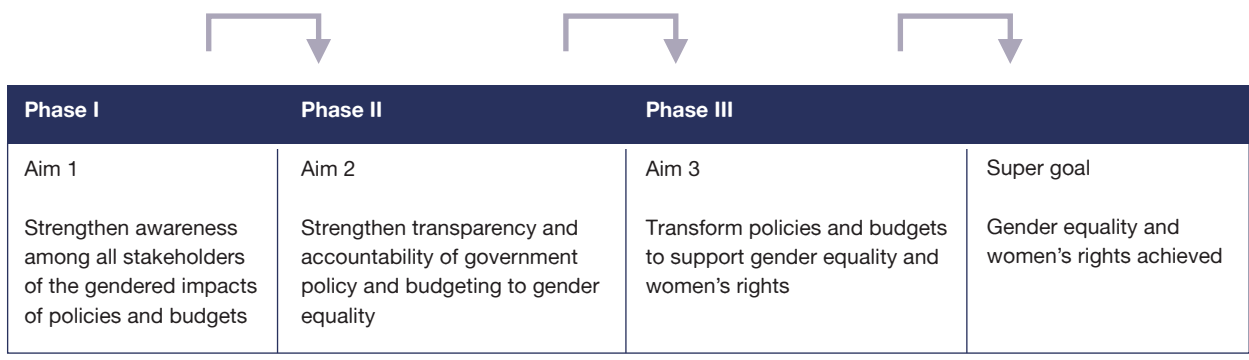 Phase I
Phase II
Phase III
Aim 1
Strengthen awareness
among all stakeholders
of the gendered impacts
of policies and budgets
Aim 2
Strengthen transparency and
accountability of government
policy and budgeting to gender
equality
Aim 3
Transform policies and budgets
to support gender equality and
women’s rights
Super goal
Gender equality and
women’s rights achieved